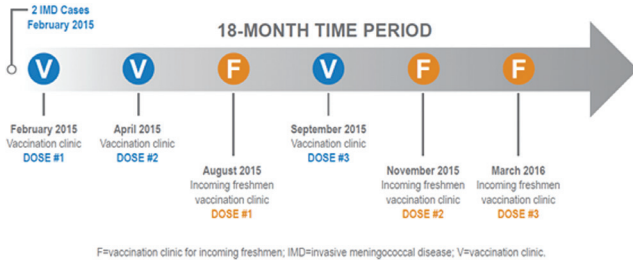 2 IMD Cases
February 2015
18-MONTH TIME PERIOD
V
V
F
V
F
F
February 2015
Vaccination clinic
DOSE #1
April 2015
Vaccination clinic
DOSE #2
August 2015
Incoming freshmen
vaccination clinic
DOSE #1
September 2015
Vaccination clinic
DOSE #3
November 2015
Incoming freshmen
vaccination clinic
DOSE #2
March 2016
Incoming freshmen
vaccination clinic
DOSE #3
F=vaccination clinic for incoming freshmen; IMD=invasive meningococcal disease; V=vaccination clinic.